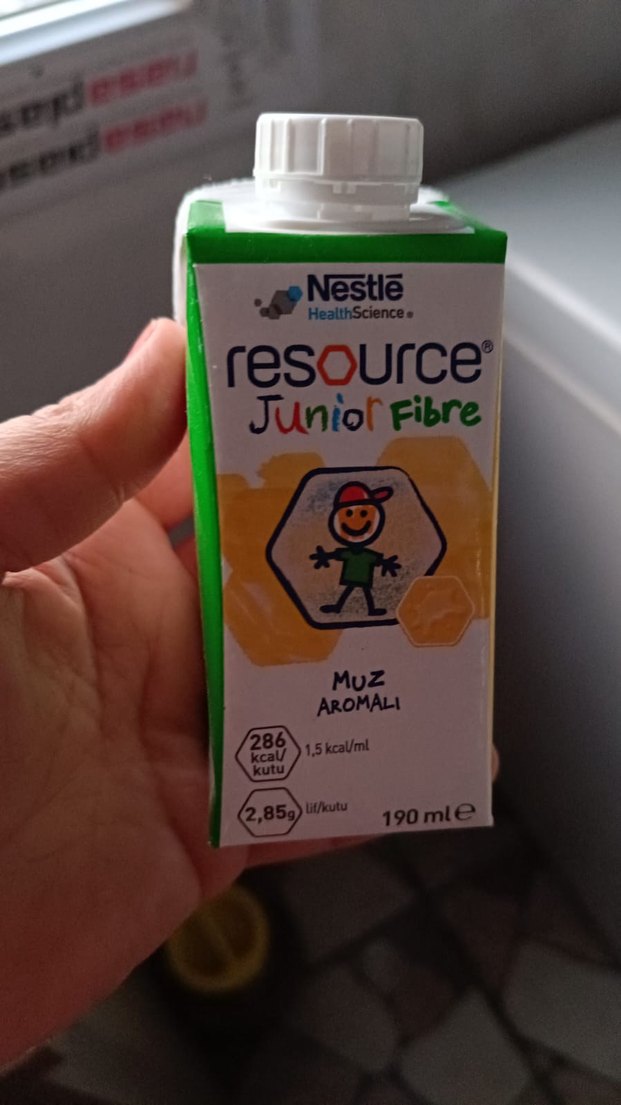 Nestlé
HealthScience®
resource®
Junior Fibre
MUZ
AROMALI
286
kcal/
kutu
1,5 kcal/ml
2,85g
lif/kutu
190 ml ℮